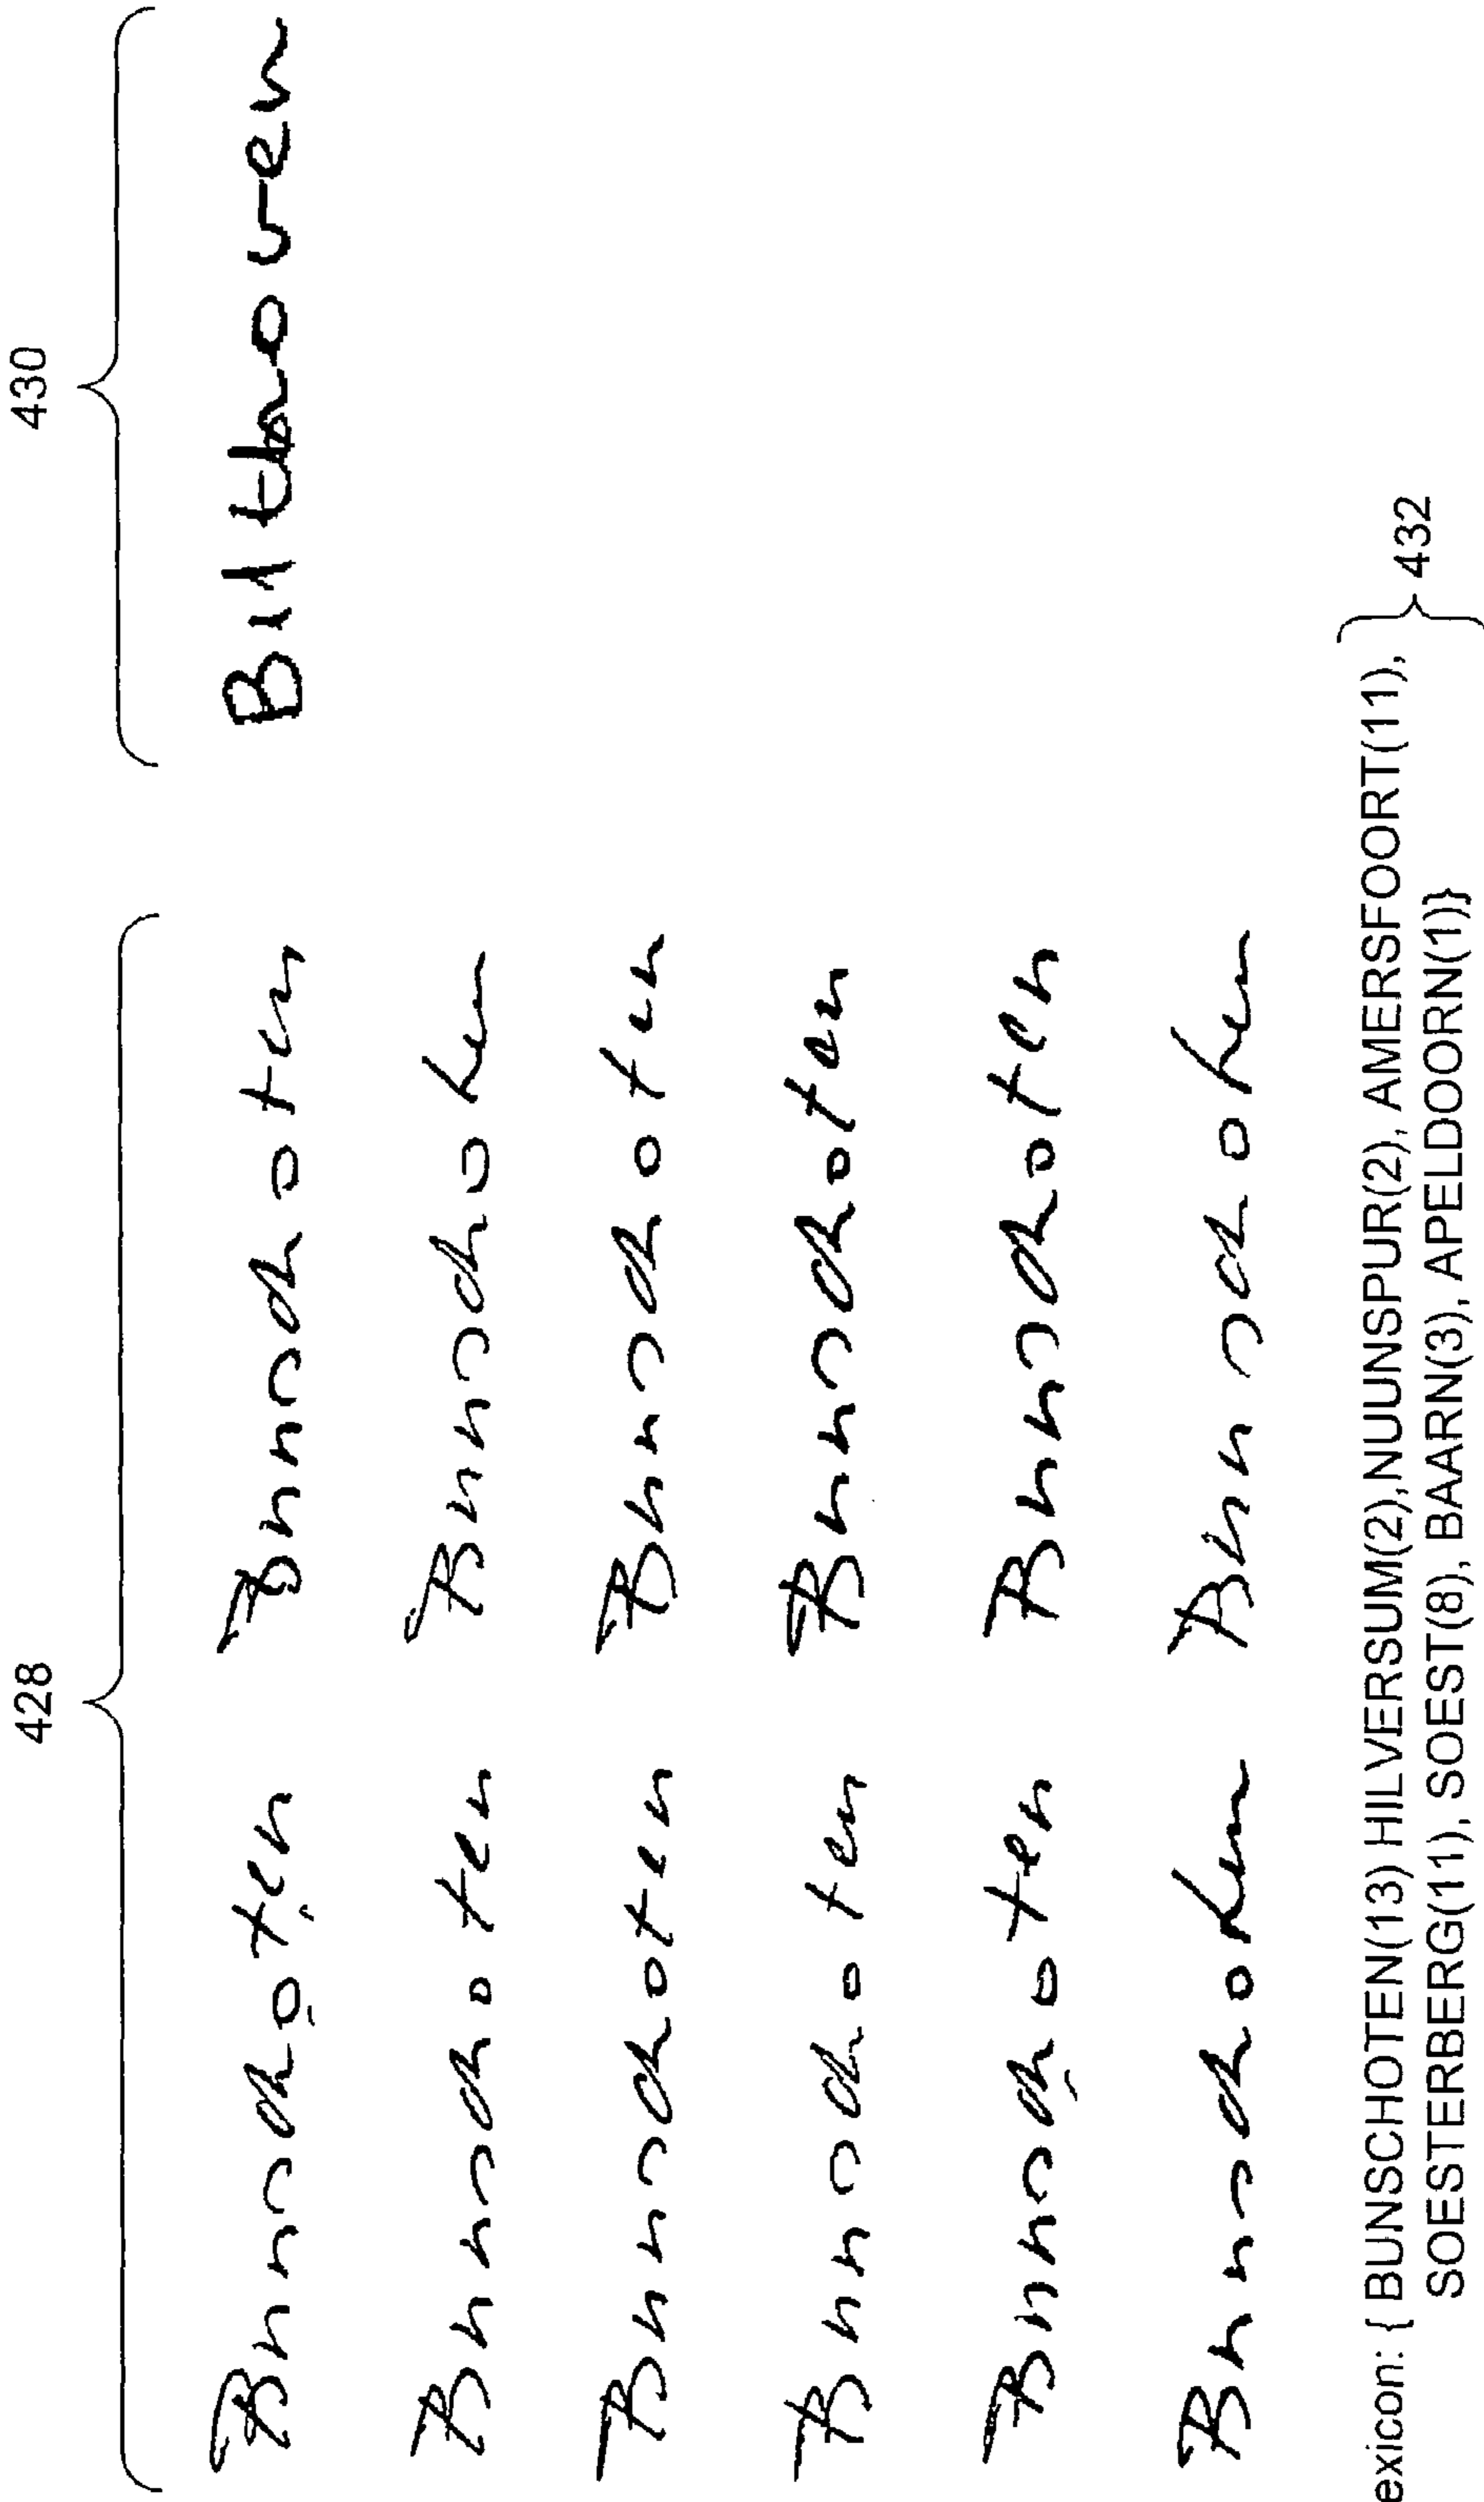 428 430
Bunschoten Bunschoten Bilthoven
Bunschoten Bunschoten
Bunschoten Bunschoten
Bunschoten Bunschoten
Bunschoten Bunschoten
Bunschoten Bunschoten
exicon: { BUNSCHOTEN(13) HILVERSUM(2),NUUNSPUR(2), AMERSFOORT(11), 432
SOESTERBERG(11), SOEST(8), BAARN(3), APELDOORN(1)}